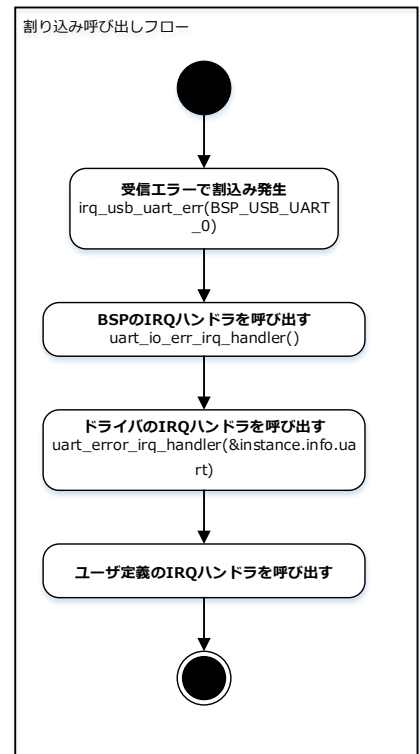 割り込み呼び出しフロー
受信エラーで割込み発生
irq_usb_uart_err(BSP_USB_UART
_0)
BSPのIRQハンドラを呼び出す
uart_io_err_irq_handler()
ドライバのIRQハンドラを呼び出す
uart_error_irq_handler(&instance.info.ua
rt)
ユーザ定義のIRQハンドラを呼び出す